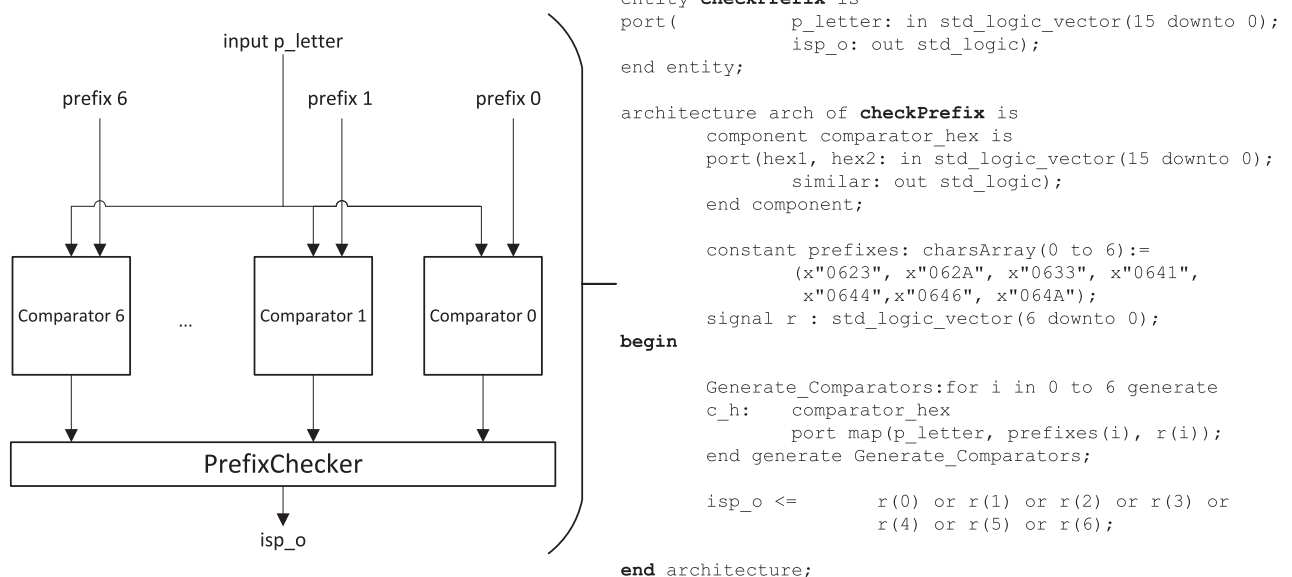 input p_letter
prefix 6
prefix 1
prefix 0
Comparator 6
...
Comparator 1
Comparator 0
PrefixChecker
isp_o
entity checkPrefix is
port( p_letter: in std_logic_vector(15 downto 0);
isp_o: out std_logic);
end entity;
architecture arch of checkPrefix is
component comparator_hex is
port(hex1, hex2: in std_logic_vector(15 downto 0);
similar: out std_logic);
end component;
constant prefixes: charsArray(0 to 6):=
(x"0623", x"062A", x"0633", x"0641",
x"0644",x"0646", x"064A");
signal r : std_logic_vector(6 downto 0);
begin
Generate_Comparators:for i in 0 to 6 generate
c_h: comparator_hex
port map(p_letter, prefixes(i), r(i));
end generate Generate_Comparators;
isp_o <= r(0) or r(1) or r(2) or r(3) or
r(4) or r(5) or r(6);
end architecture;